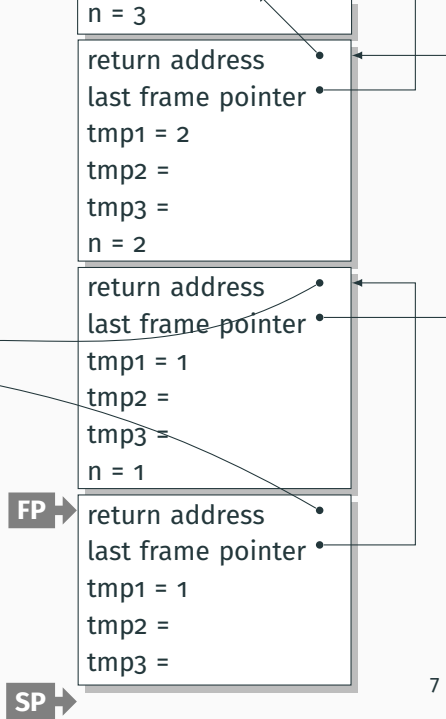 n = 3
return address
last frame pointer
tmp1 = 2
tmp2 =
tmp3 =
n = 2
return address
last frame pointer
tmp1 = 1
tmp2 =
tmp3 =
n = 1
FP
return address
last frame pointer
tmp1 = 1
tmp2 =
tmp3 =
SP
7